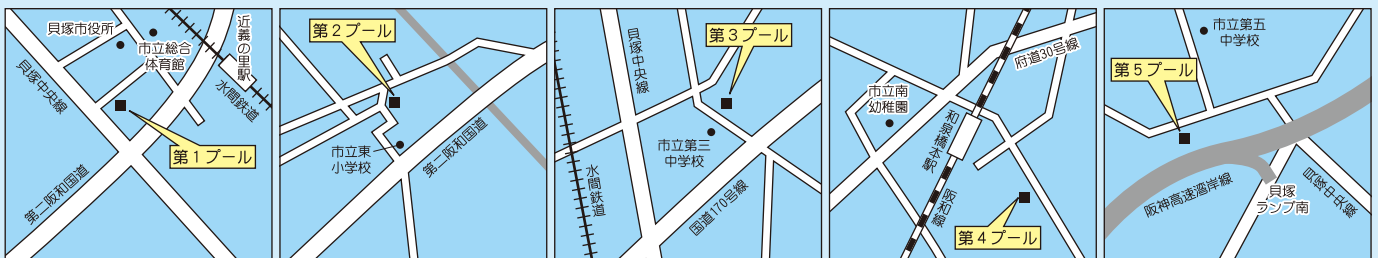 貝塚市役所
市立総合
体育館
近義の里駅
水間鉄道
貝塚中央線
第1プール
第二阪和国道
第2プール
市立東
小学校
第二阪和国道
貝塚中央線
第3プール
市立第三
中学校
水間鉄道
国道170号線
府道30号線
市立南
幼稚園
和泉橋本駅
阪和線
第4プール
市立第五
中学校
第5プール
阪神高速湾岸線
貝塚
ランプ南
貝塚中央線